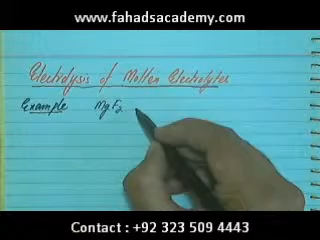 www.fahadsacademy.com
Electrolysis of Molten Electrolytes
Example MgF2
Contact : +92 323 509 4443